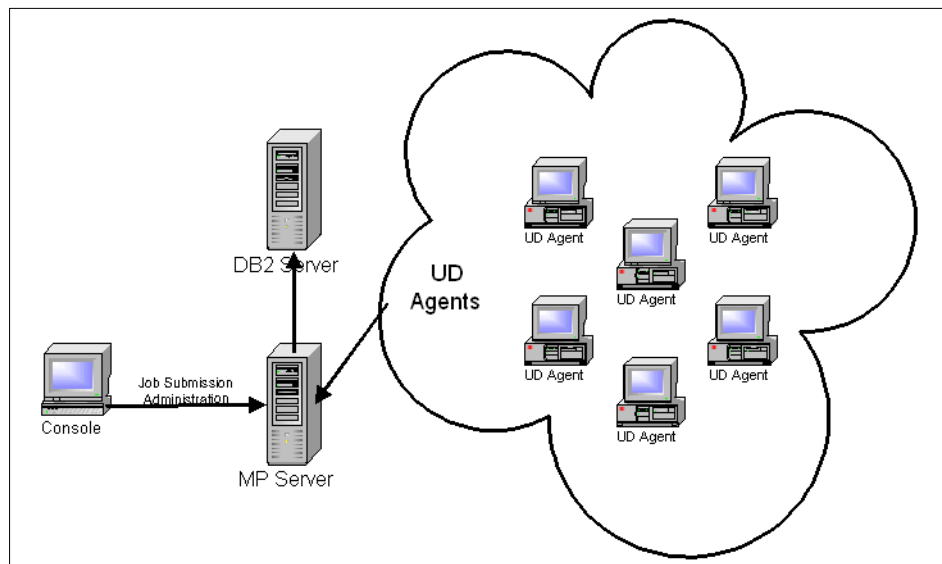 DB2 Server
UD
Agents
UD Agent
UD Agent
UD Agent
UD Agent
UD Agent
UD Agent
Job Submission
Administration
Console
MP Server